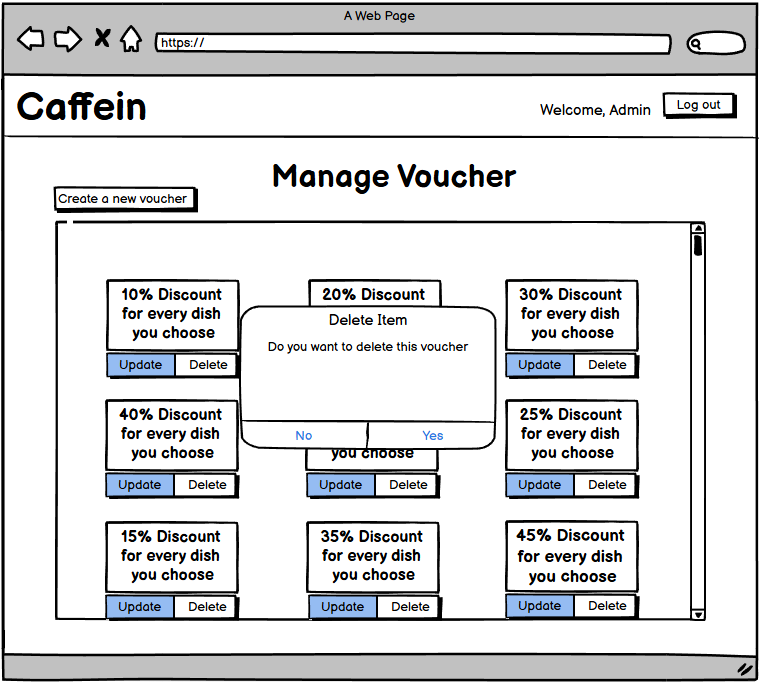 A Web Page
https://
Caffein
Welcome, Admin
Log out
Manage Voucher
Create a new voucher
10% Discount
for every dish
you choose
Update
Delete
20% Discount
30% Discount
for every dish
you choose
Update
Delete
Delete Item
Do you want to delete this voucher
No
Yes
40% Discount
for every dish
you choose
Update
Delete
you choose
Update
Delete
25% Discount
for every dish
you choose
Update
Delete
15% Discount
for every dish
you choose
Update
Delete
35% Discount
for every dish
you choose
Update
Delete
45% Discount
for every dish
you choose
Update
Delete